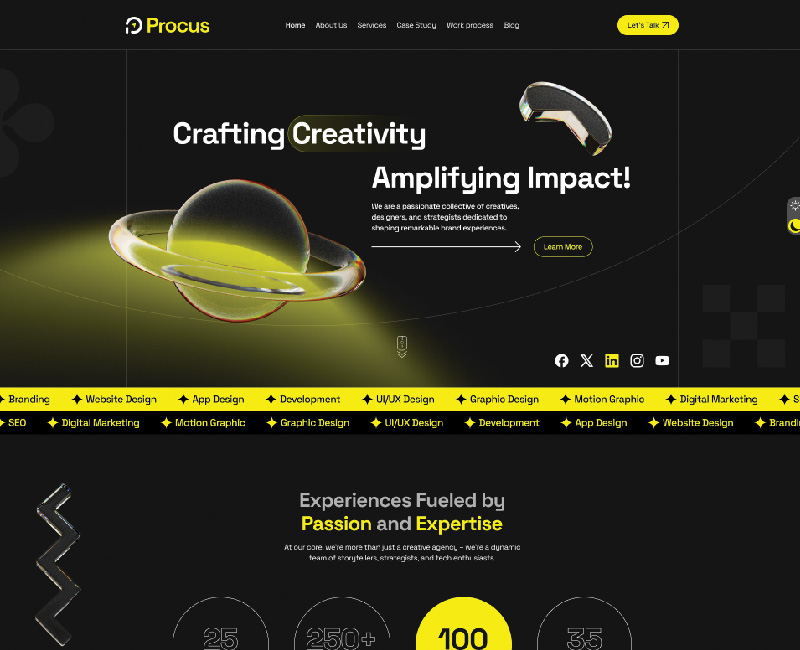 Procus
Home About Us Services Case Study Work process Blog
Let's Talk
Crafting Creativity
Amplifying Impact!
We are a passionate collective of creatives,
designers, and strategists dedicated to
shaping remarkable brand experiences.
Learn More
Branding Website Design App Design Development UI/UX Design Graphic Design Motion Graphic Digital Marketing S
SEO Digital Marketing Motion Graphic Graphic Design UI/UX Design Development App Design Website Design Brandi
Experiences Fueled by
Passion and Expertise
At our core, we're more than just a creative agency – we're a dynamic
team of storytellers, strategists, and tech enthusiasts
25 250+ 100 35